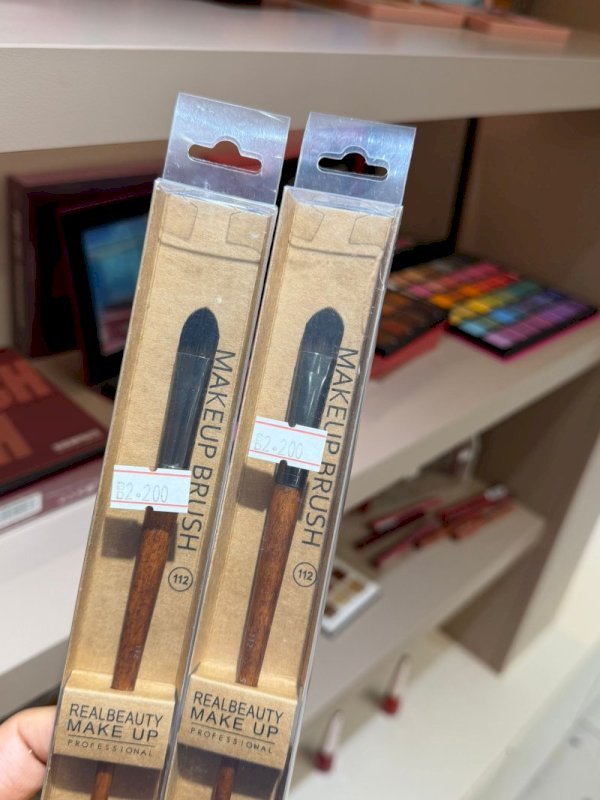 MAKEUP BRUSH
112
B2.200
REALBEAUTY
MAKE UP
PROFESSIONAL
MAKEUP BRUSH
112
B2.200
REALBEAUTY
MAKE UP
PROFESSIONAL